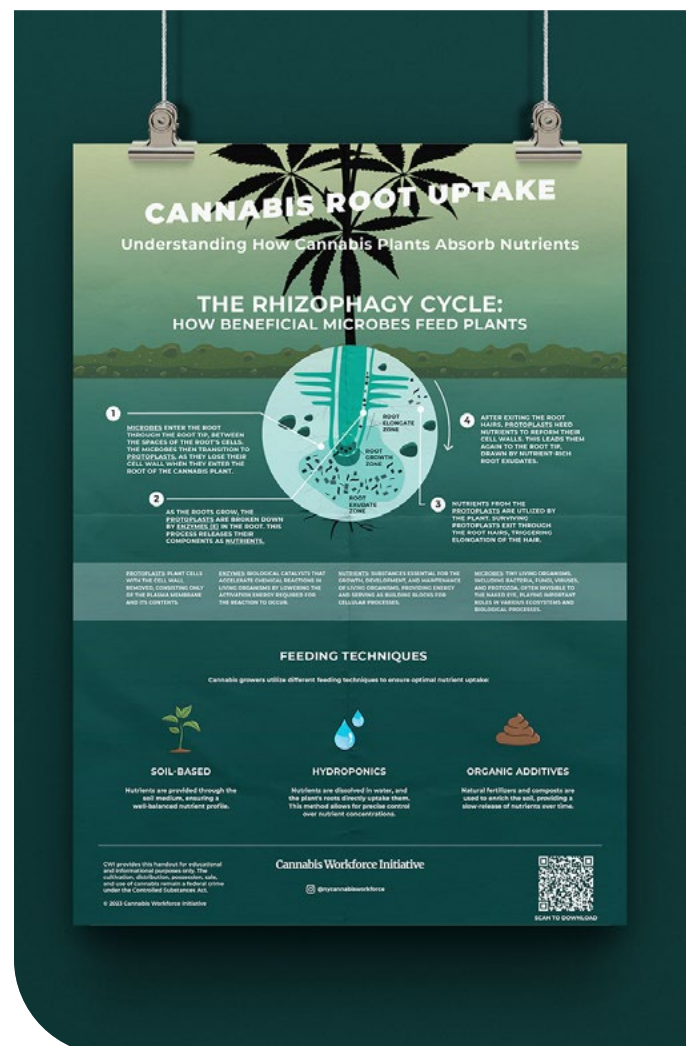 CANNABIS ROOT UPTAKE
Understanding How Cannabis Plants Absorb Nutrients
THE RHIZOPHAGY CYCLE:
HOW BENEFICIAL MICROBES FEED PLANTS
1
MICROBES ENTER THE ROOT
THROUGH THE ROOT TIP, BETWEEN
THE SPACES OF THE ROOT'S CELLS.
THE MICROBES THEN TRANSITION TO
PROTOPLASTS, AS THEY LOSE THEIR
CELL WALL WHEN THEY ENTER THE
ROOT OF THE CANNABIS PLANT.
2
AS THE ROOTS GROW, THE
PROTOPLASTS ARE BROKEN DOWN
BY ENZYMES (E) IN THE ROOT. THIS
PROCESS RELEASES THEIR
COMPONENTS AS NUTRIENTS.
ROOT
ELONGATE
ZONE
ROOT
GROWTH
ZONE
ROOT
EXUDATE
ZONE
4
AFTER EXITING THE ROOT
HAIRS, PROTOPLASTS NEED
NUTRIENTS TO REFORM THEIR
CELL WALLS. THIS LEADS THEM
AGAIN TO THE ROOT TIP,
DRAWN BY NUTRIENT-RICH
ROOT EXUDATES.
3
NUTRIENTS FROM THE
PROTOPLASTS ARE UTLIZED BY
THE PLANT. SURVIVING
PROTOPLASTS EXIT THROUGH
THE ROOT HAIRS, TRIGGERING
ELONGATION OF THE HAIR.
PROTOPLASTS: PLANT CELLS
WITH THE CELL WALL
REMOVED, CONSISTING ONLY
OF THE PLASMA MEMBRANE
AND ITS CONTENTS.
ENZYMES: BIOLOGICAL CATALYSTS THAT
ACCELERATE CHEMICAL REACTIONS IN
LIVING ORGANISMS BY LOWERING THE
ACTIVATION ENERGY REQUIRED FOR
THE REACTION TO OCCUR.
NUTRIENTS: SUBSTANCES ESSENTIAL FOR THE
GROWTH, DEVELOPMENT, AND MAINTENANCE
OF LIVING ORGANISMS, PROVIDING ENERGY
AND SERVING AS BUILDING BLOCKS FOR
CELLULAR PROCESSES.
MICROBES: TINY LIVING ORGANISMS,
INCLUDING BACTERIA, FUNGI, VIRUSES,
AND PROTOZOA, OFTEN INVISIBLE TO
THE NAKED EYE, PLAYING IMPORTANT
ROLES IN VARIOUS ECOSYSTEMS AND
BIOLOGICAL PROCESSES.
FEEDING TECHNIQUES
Cannabis growers utilize different feeding techniques to ensure optimal nutrient uptake:
SOIL-BASED
Nutrients are provided through the
soil medium, ensuring a
well-balanced nutrient profile.
HYDROPONICS
Nutrients are dissolved in water, and
the plant's roots directly uptake them.
This method allows for precise control
over nutrient concentrations.
ORGANIC ADDITIVES
Natural fertilizers and composts are
used to enrich the soil, providing a
slow-release of nutrients over time.
CWI provides this handout for educational
and informational purposes only. The
cultivation, distribution, possession, sale,
and use of cannabis remain a federal crime
under the Controlled Substances Act.
© 2023 Cannabis Workforce Initiative
Cannabis Workforce Initiative
@nycannabisworkforce
SCAN TO DOWNLOAD